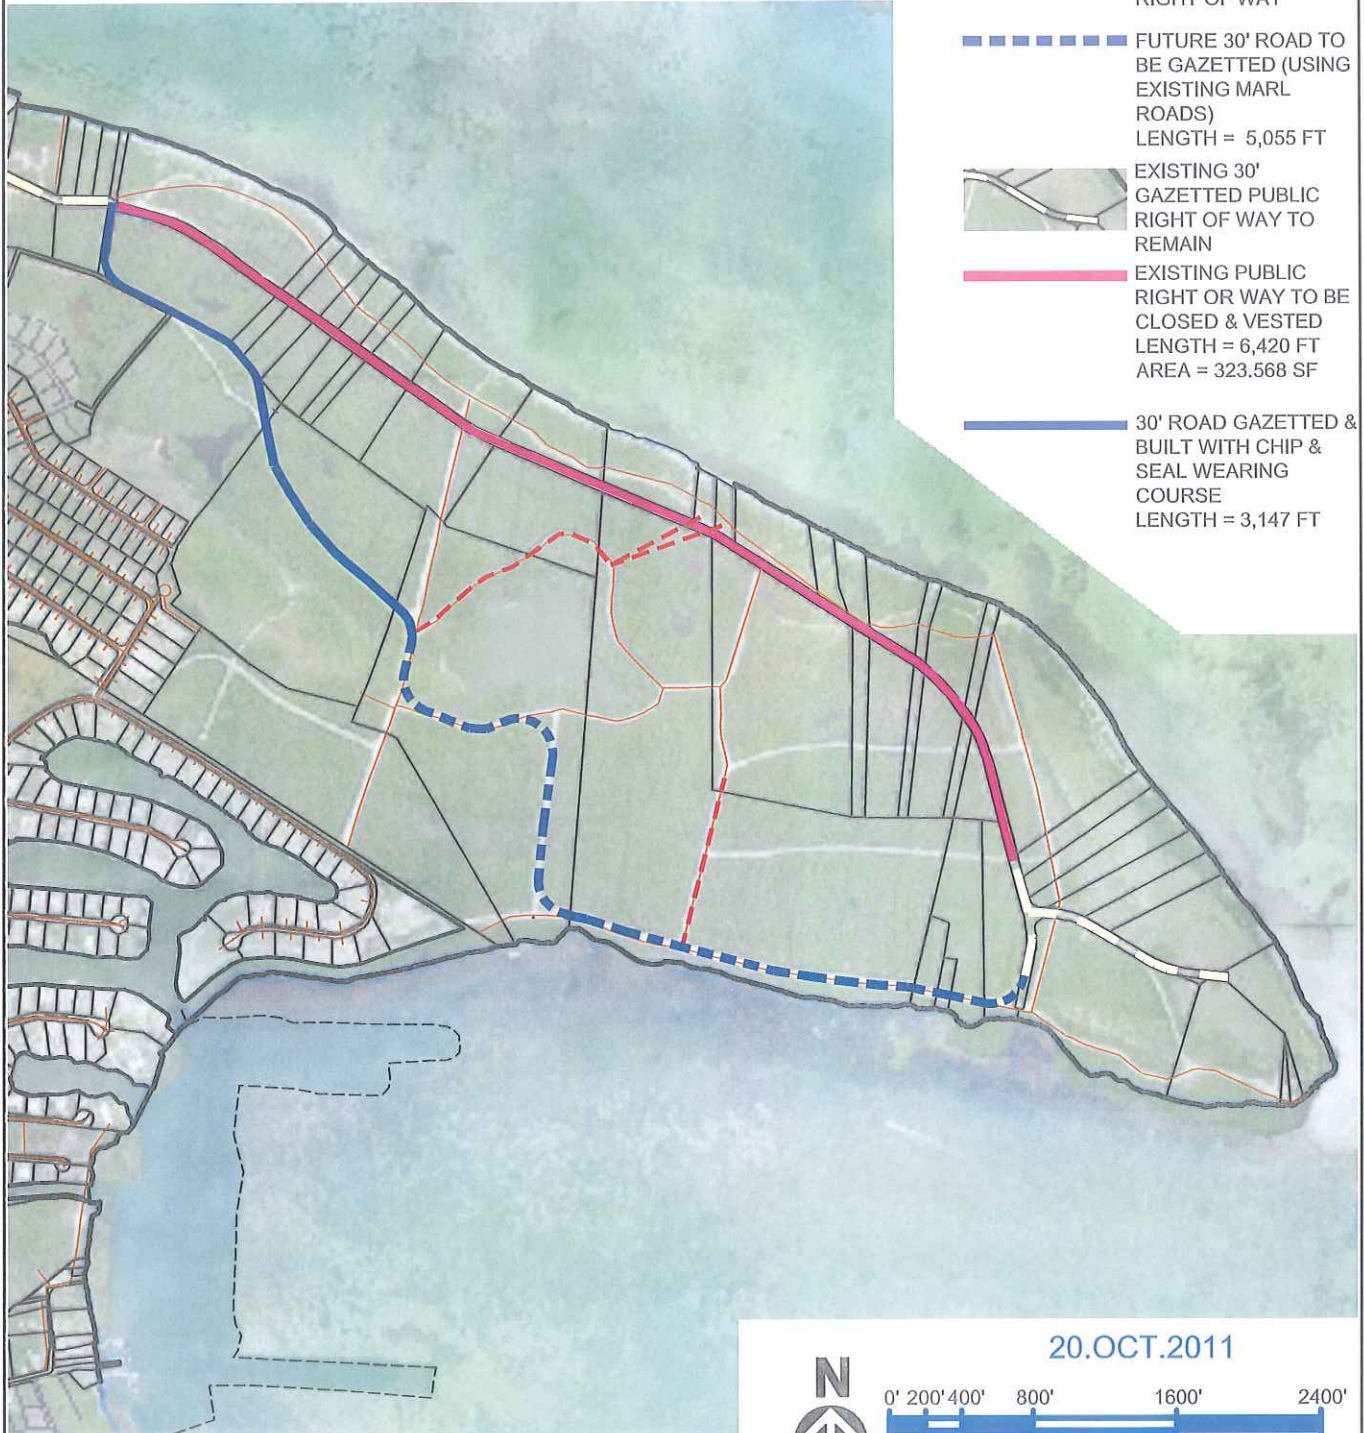 RIGHT OF WAY
FUTURE 30' ROAD TO
BE GAZETTED (USING
EXISTING MARL
ROADS)
LENGTH = 5,055 FT
EXISTING 30'
GAZETTED PUBLIC
RIGHT OF WAY TO
REMAIN
EXISTING PUBLIC
RIGHT OR WAY TO BE
CLOSED & VESTED
LENGTH = 6,420 FT
AREA = 323.568 SF
30' ROAD GAZETTED &
BUILT WITH CHIP &
SEAL WEARING
COURSE
LENGTH = 3,147 FT
20.OCT.2011
N
0' 200' 400' 800' 1600' 2400'